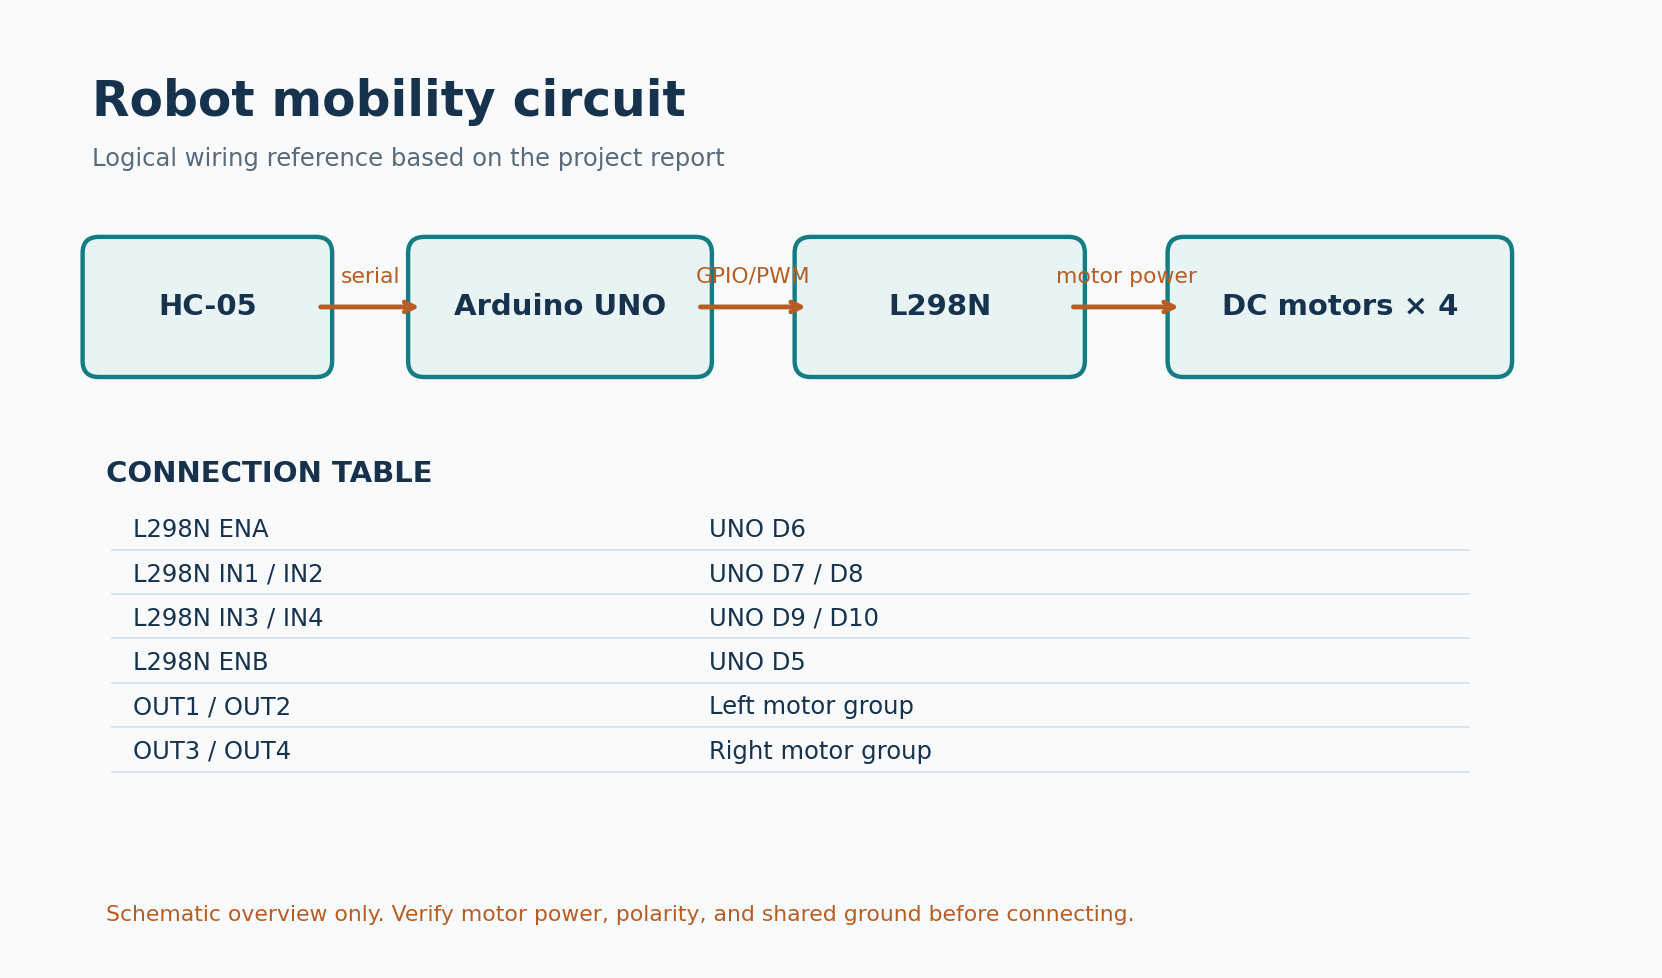 Robot mobility circuit
Logical wiring reference based on the project report
serial
GPIO/PWM
motor power
HC-05
Arduino UNO
L298N
DC motors × 4
CONNECTION TABLE
L298N ENA UNO D6
L298N IN1 / IN2 UNO D7 / D8
L298N IN3 / IN4 UNO D9 / D10
L298N ENB UNO D5
OUT1 / OUT2 Left motor group
OUT3 / OUT4 Right motor group
Schematic overview only. Verify motor power, polarity, and shared ground before connecting.